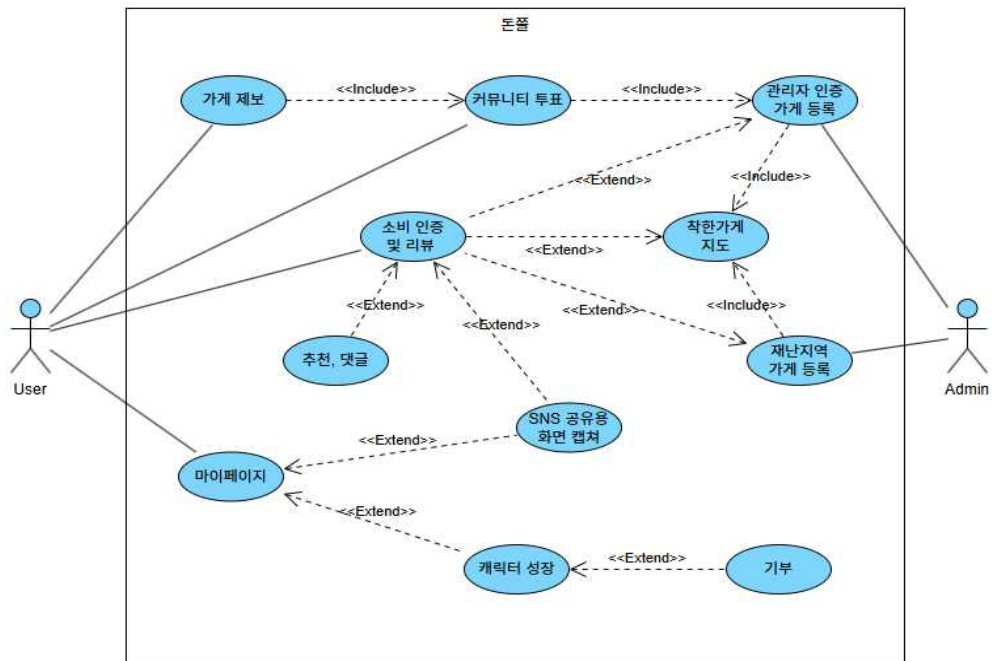 돈쭐
가게 제보
<<Include>>
커뮤니티 투표
<<Include>>
관리자 인증
가게 등록
<<Extend>>
<<Include>>
소비 인증
및 리뷰
<<Extend>>
착한가게
지도
<<Extend>>
<<Extend>>
<<Extend>>
<<Include>>
추천, 댓글
재난지역
가게 등록
User
Admin
SNS 공유용
화면 캡쳐
<<Extend>>
마이페이지
<<Extend>>
캐릭터 성장
<<Extend>>
기부